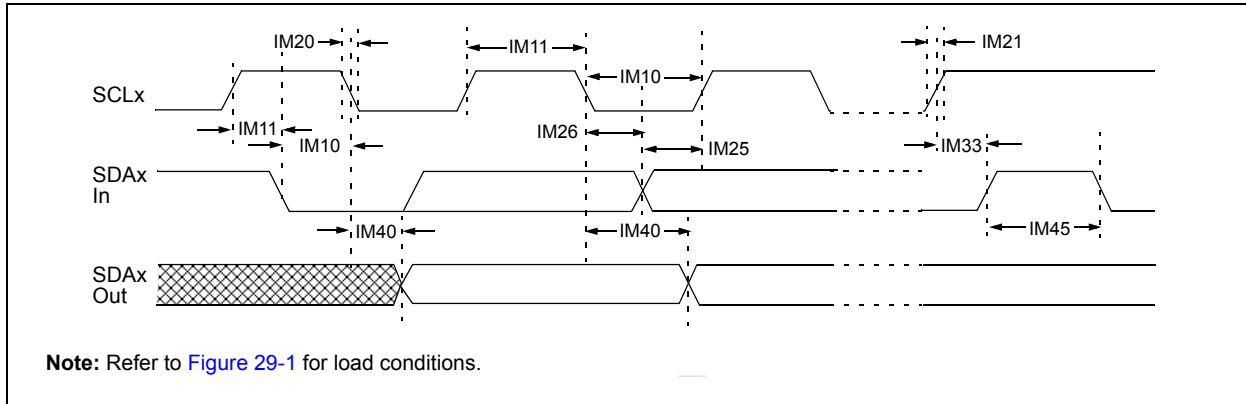 IM20
IM11
IM21
IM10
SCLx
IM11
IM10
IM26
IM25
IM33
SDAx
In
IM40
IM40
IM45
SDAx
Out
Note: Refer to Figure 29-1 for load conditions.